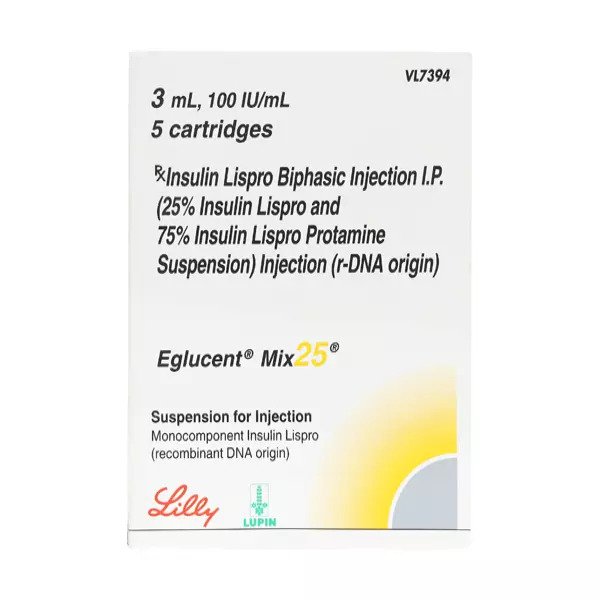 VL7394
3 mL, 100 IU/mL
5 cartridges
℞Insulin Lispro Biphasic Injection I.P.
(25% Insulin Lispro and
75% Insulin Lispro Protamine
Suspension) Injection (r-DNA origin)
Eglucent® Mix25®
Suspension for Injection
Monocomponent Insulin Lispro
(recombinant DNA origin)
Lilly
LUPIN